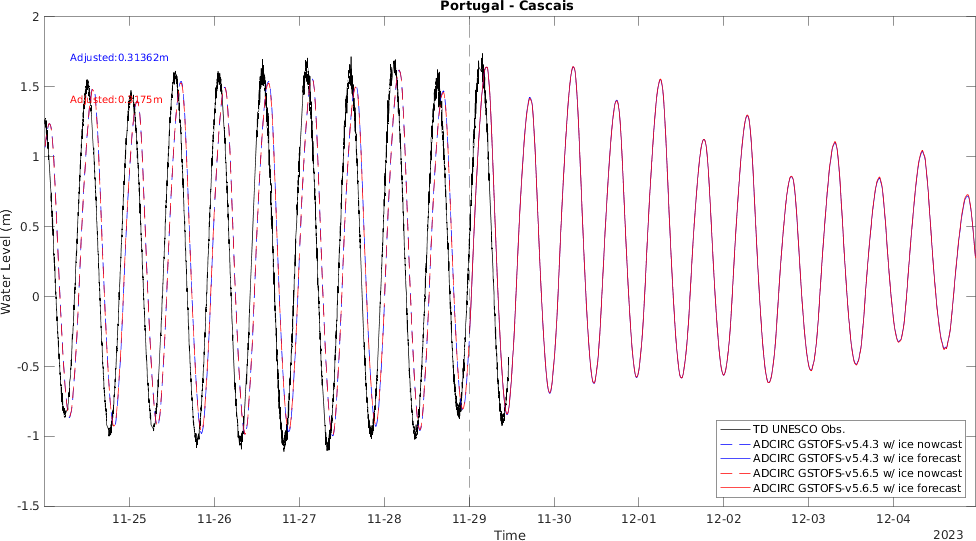 Portugal - Cascais
2
1.5
1
0.5
0
-0.5
-1
-1.5
Water Level (m)
Adjusted:0.31362m
11-25
11-26
11-27
11-28
11-29
11-30
12-01
12-02
12-03
12-04
Time
2023
TD UNESCO Obs.
ADCIRC GSTOFS-v5.4.3 w/ ice nowcast
ADCIRC GSTOFS-v5.4.3 w/ ice forecast
ADCIRC GSTOFS-v5.6.5 w/ ice nowcast
ADCIRC GSTOFS-v5.6.5 w/ ice forecast